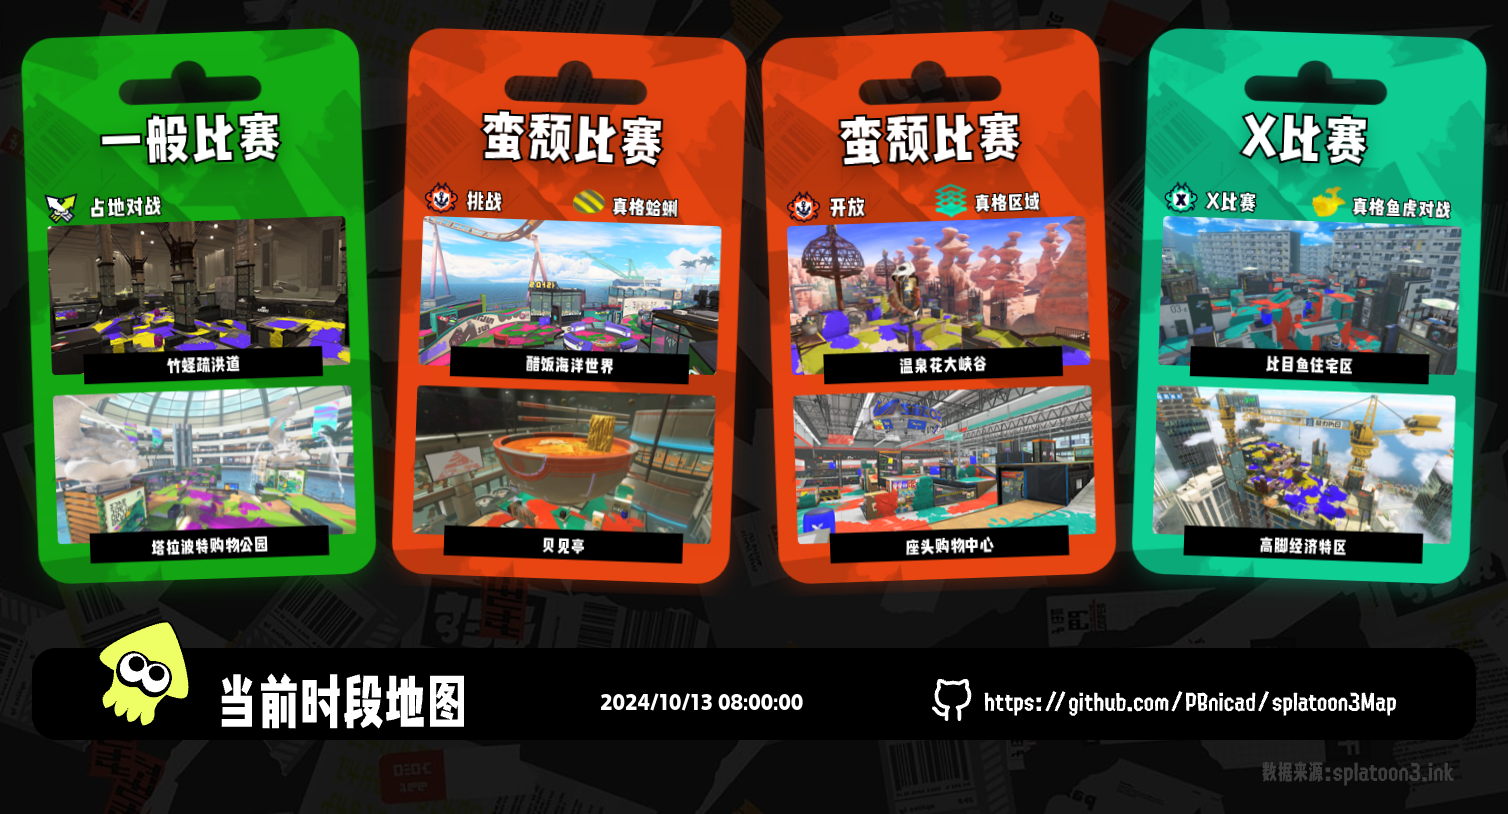 一般比赛
占地对战
竹蛏疏洪道
塔拉波特购物公园
蛮颓比赛
挑战
真格蛤蜊
醋饭海洋世界
贝见亭
蛮颓比赛
开放
真格区域
温泉花大峡谷
座头购物中心
X比赛
X比赛
真格鱼虎对战
比目鱼住宅区
高脚经济特区
当前时段地图
2024/10/13 08:00:00
https://github.com/PBnicad/splatoon3Map
数据来源:splatoon3.ink